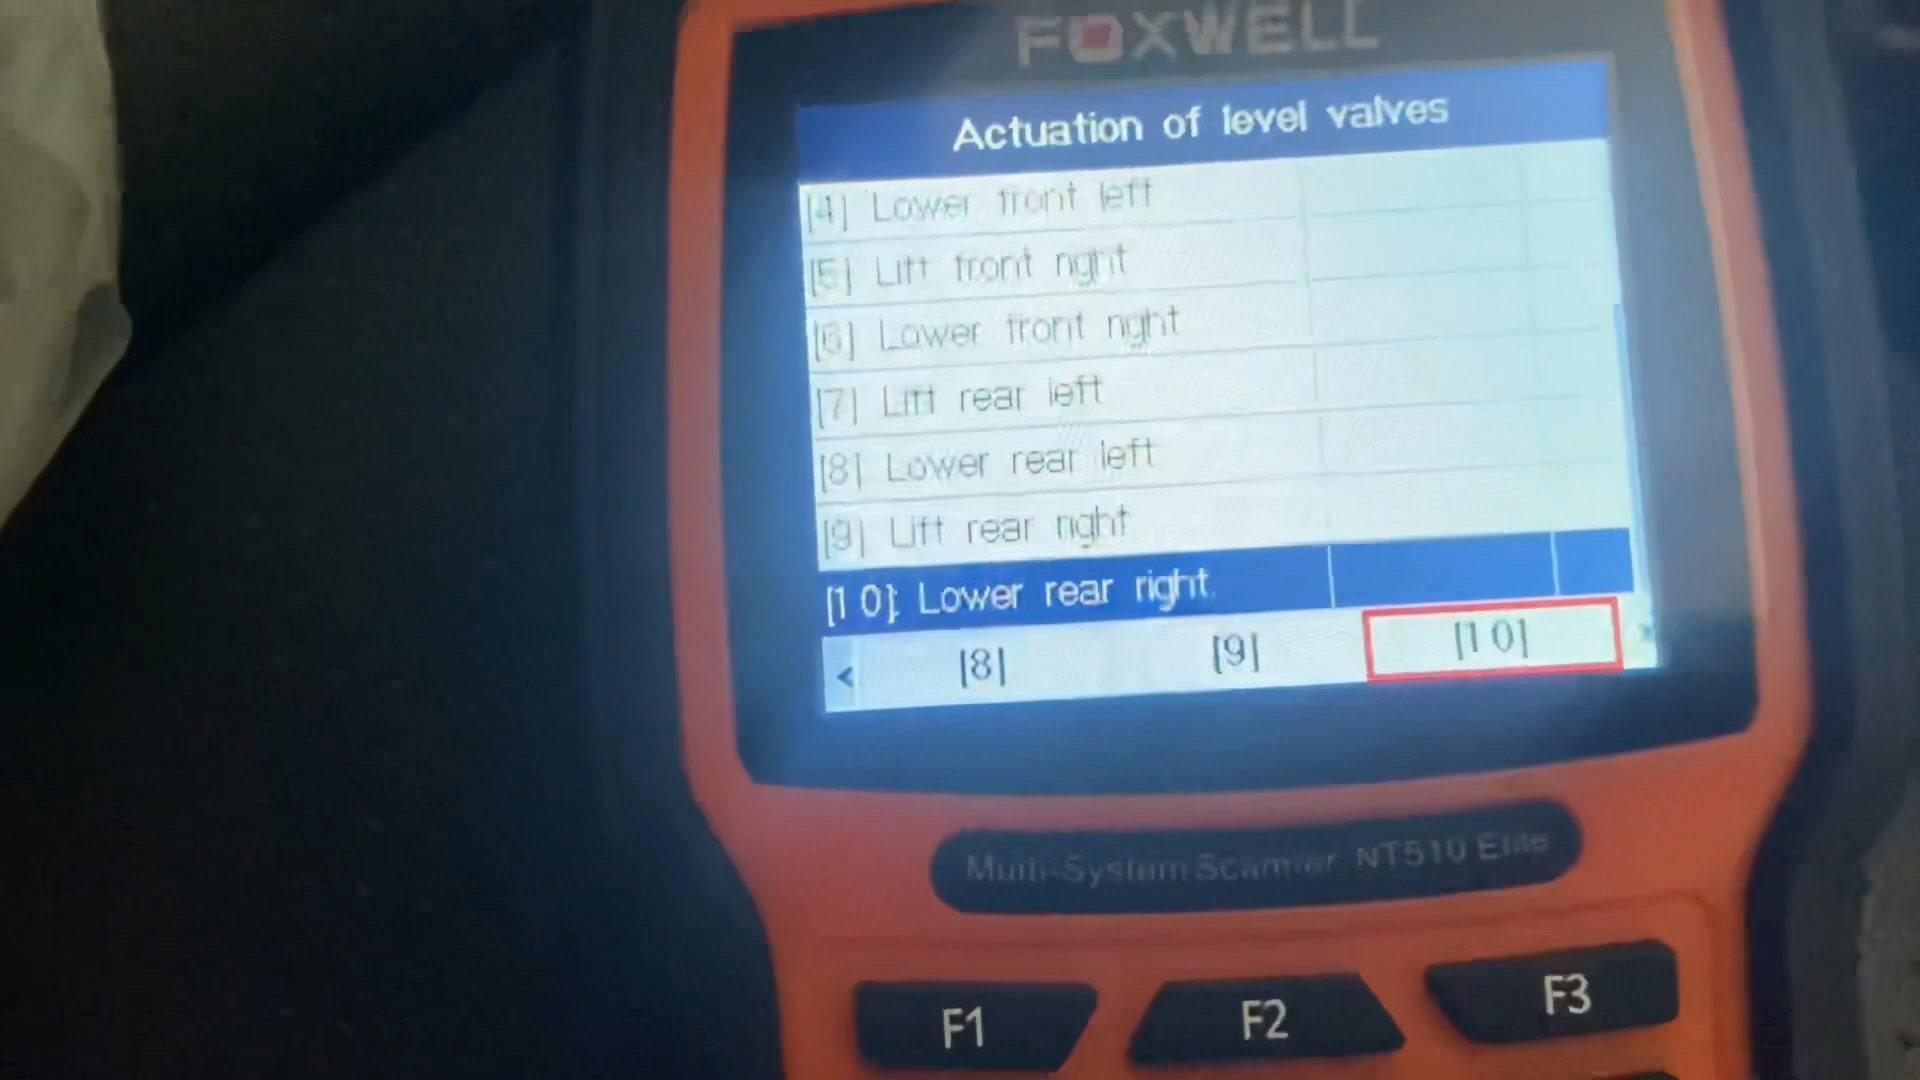 FOXWELL
Actuation of level valves
[4] Lower front left
[5] Lift front right
[6] Lower front right
[7] Lift rear left
[8] Lower rear left
[9] Lift rear right
[10] Lower rear right
< [8] [9] [10] >
Multi-System Scanner NT510 Elite
F1 F2 F3